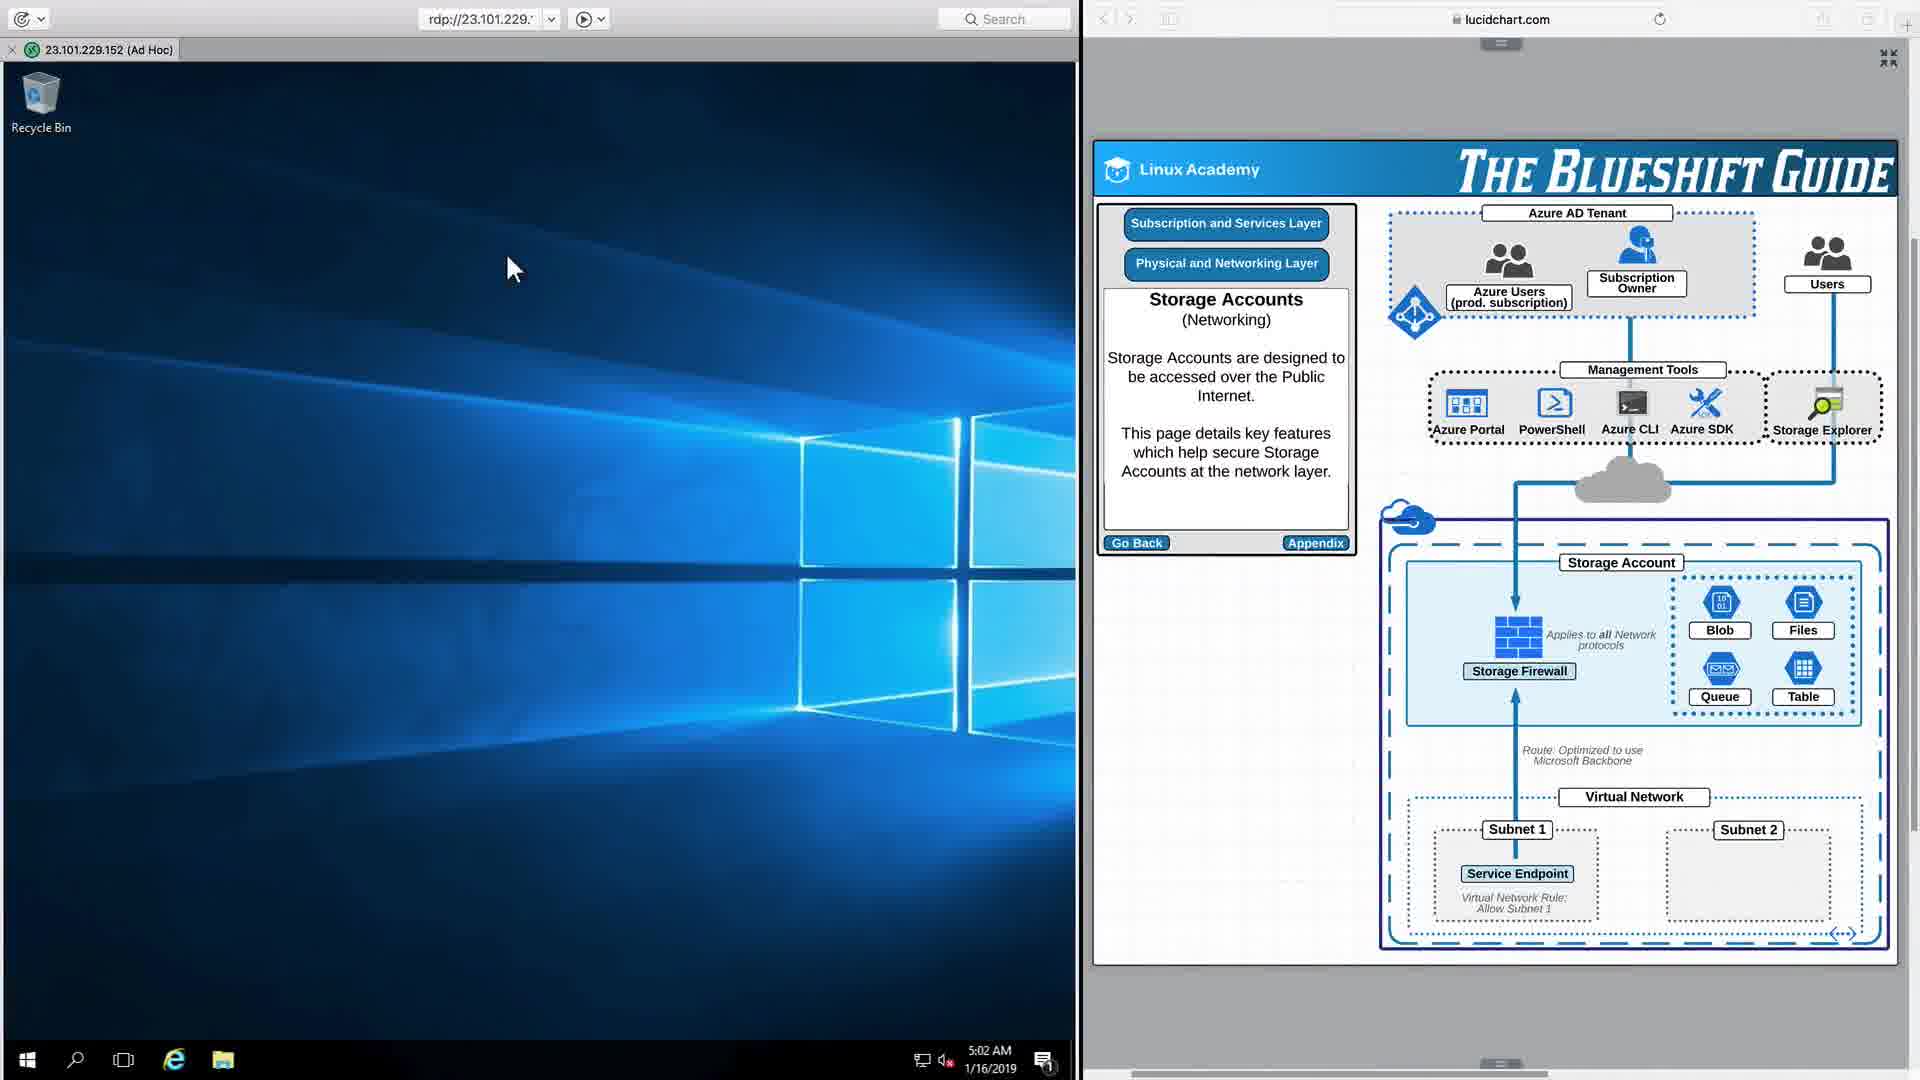 rdp://23.101.229.
Search
23.101.229.152 (Ad Hoc)
Recycle Bin
5:02 AM
1/16/2019
1
lucidchart.com
Linux Academy
THE BLUESHIFT GUIDE
Subscription and Services Layer
Physical and Networking Layer
Storage Accounts
(Networking)
Storage Accounts are designed to
be accessed over the Public
Internet.
This page details key features
which help secure Storage
Accounts at the network layer.
Go Back
Appendix
Azure AD Tenant
Azure Users
(prod. subscription)
Subscription
Owner
Users
Management Tools
Azure Portal
PowerShell
Azure CLI
Azure SDK
Storage Explorer
Storage Account
Applies to all Network
protocols
Storage Firewall
10
01
Blob
Files
Queue
Table
Route: Optimized to use
Microsoft Backbone
Virtual Network
Subnet 1
Subnet 2
Service Endpoint
Virtual Network Rule:
Allow Subnet 1